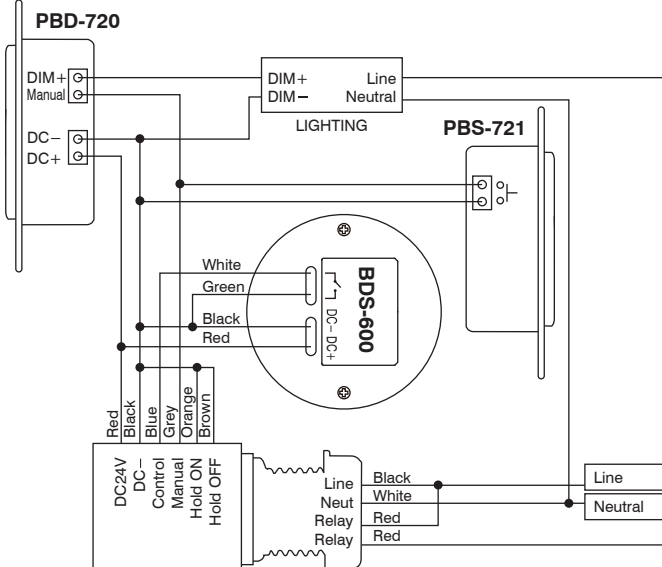 PBD-720
DIM+
Manual
DC−
DC+
DIM+ Line
DIM− Neutral
LIGHTING
PBS-721
White
Green
Black
Red
BDS-600
DC− DC+
Red
Black
Blue
Grey
Orange
Brown
DC24V
DC−
Control
Manual
Hold ON
Hold OFF
Line Black
Neut White
Relay Red
Relay Red
Line
Neutral